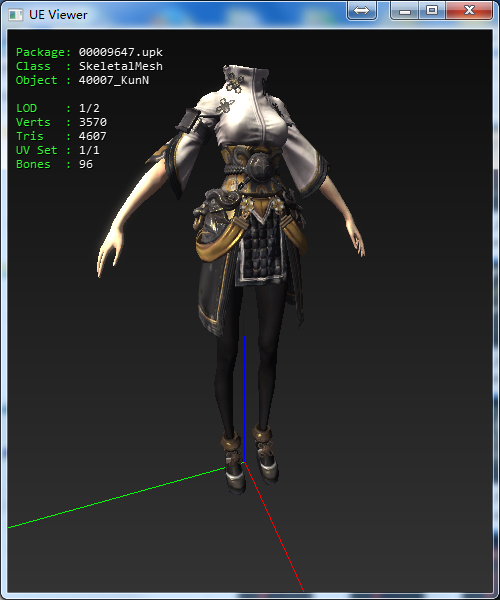 UE Viewer
Package: 00009647.upk
Class : SkeletalMesh
Object : 40007_KunN
LOD : 1/2
Verts : 3570
Tris : 4607
UV Set : 1/1
Bones : 96